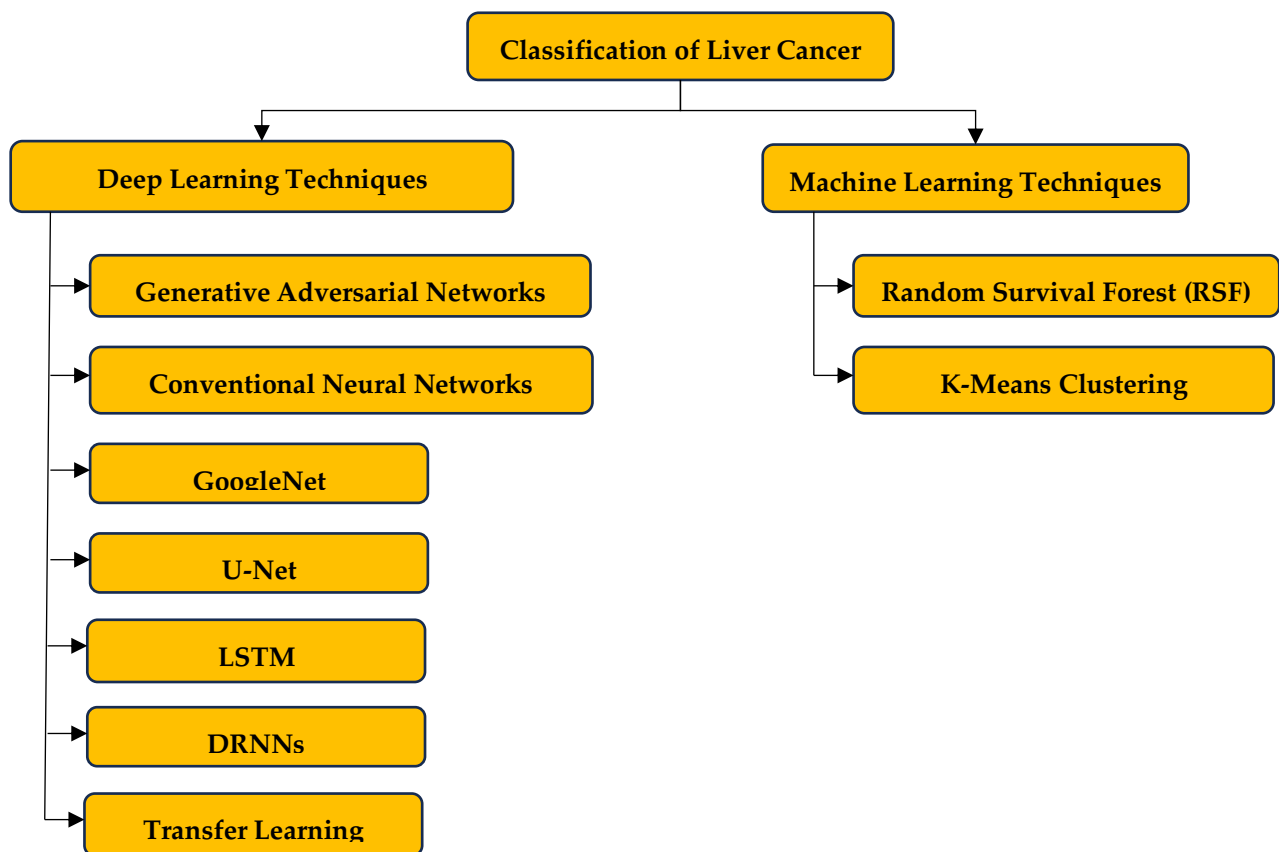 Classification of Liver Cancer
Deep Learning Techniques
Machine Learning Techniques
Generative Adversarial Networks
Random Survival Forest (RSF)
Conventional Neural Networks
K-Means Clustering
GoogleNet
U-Net
LSTM
DRNNs
Transfer Learning